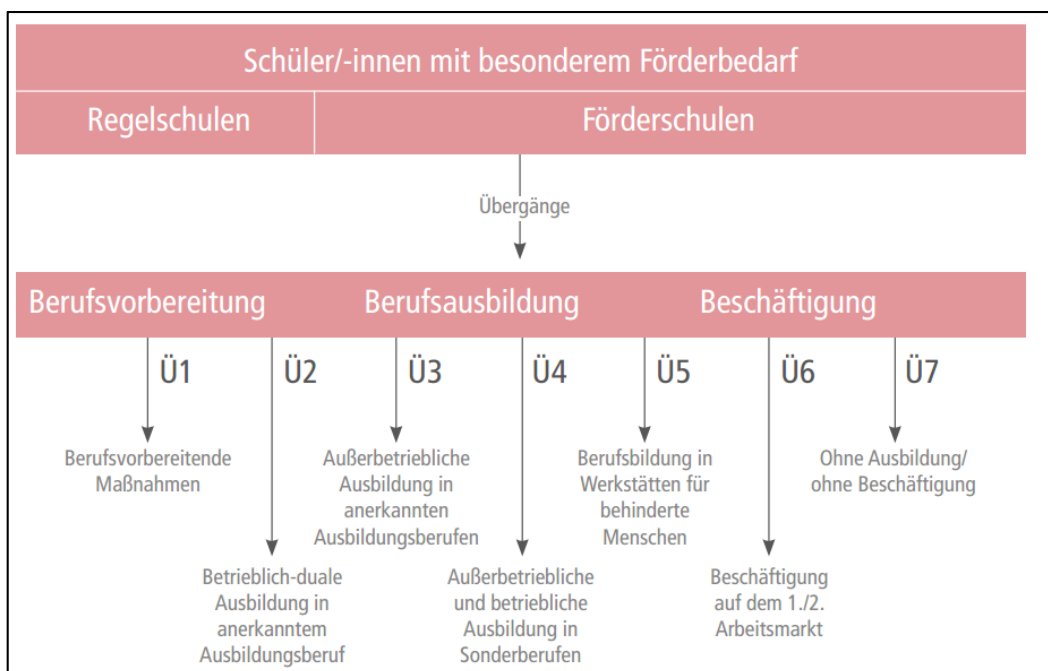 Schüler/-innen mit besonderem Förderbedarf
Regelschulen
Förderschulen
Übergänge
Berufsvorbereitung
Berufsausbildung
Beschäftigung
Ü1
Ü2
Ü3
Ü4
Ü5
Ü6
Ü7
Berufsvorbereitende
Maßnahmen
Betrieblich-duale
Ausbildung in
anerkanntem
Ausbildungsberuf
Außerbetriebliche
Ausbildung in
anerkannten
Ausbildungsberufen
Außerbetriebliche
und betriebliche
Ausbildung in
Sonderberufen
Berufsbildung in
Werkstätten für
behinderte
Menschen
Beschäftigung
auf dem 1./2.
Arbeitsmarkt
Ohne Ausbildung/
ohne Beschäftigung